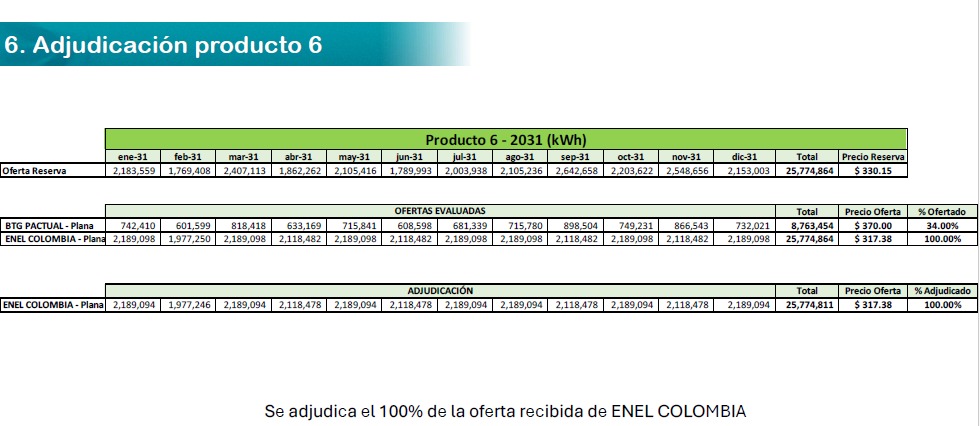 6. Adjudicación producto 6
Producto 6 - 2031 (kWh)
ene-31 feb-31 mar-31 abr-31 may-31 jun-31 jul-31 ago-31 sep-31 oct-31 nov-31 dic-31 Total Precio Reserva
Oferta Reserva 2,183,559 1,769,408 2,407,113 1,862,262 2,105,416 1,789,993 2,003,938 2,105,236 2,642,658 2,203,622 2,548,656 2,153,003 25,774,864 $ 330.15
OFERTAS EVALUADAS Total Precio Oferta % Ofertado
BTG PACTUAL - Plana 742,410 601,599 818,418 633,169 715,841 608,598 681,339 715,780 898,504 749,231 866,543 732,021 8,763,454 $ 370.00 34.00%
ENEL COLOMBIA - Plana 2,189,098 1,977,250 2,189,098 2,118,482 2,189,098 2,118,482 2,189,098 2,189,098 2,118,482 2,189,098 2,118,482 2,189,098 25,774,864 $ 317.38 100.00%
ADJUDICACIÓN Total Precio Oferta % Adjudicado
ENEL COLOMBIA - Plana 2,189,094 1,977,246 2,189,094 2,118,478 2,189,094 2,118,478 2,189,094 2,189,094 2,118,478 2,189,094 2,118,478 2,189,094 25,774,811 $ 317.38 100.00%
Se adjudica el 100% de la oferta recibida de ENEL COLOMBIA